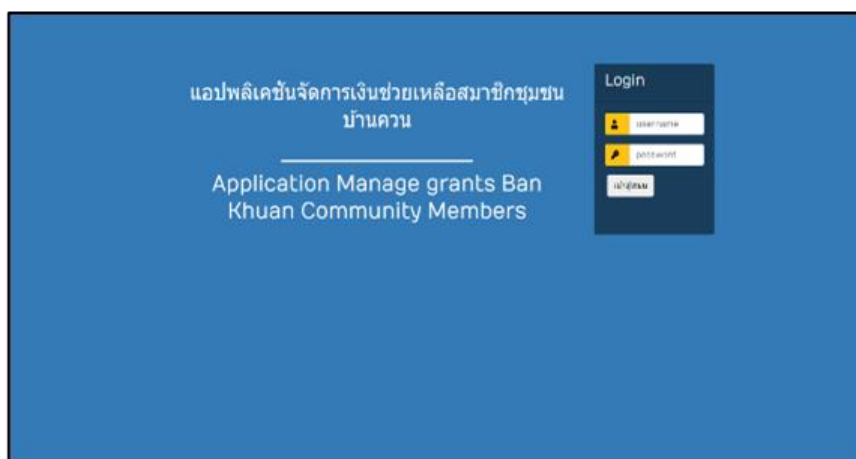 แอปพลิเคชันจัดการเงินช่วยเหลือสมาชิกชุมชน
บ้านควน
Application Manage grants Ban
Khuan Community Members
Login
username
password
เข้าสู่ระบบ